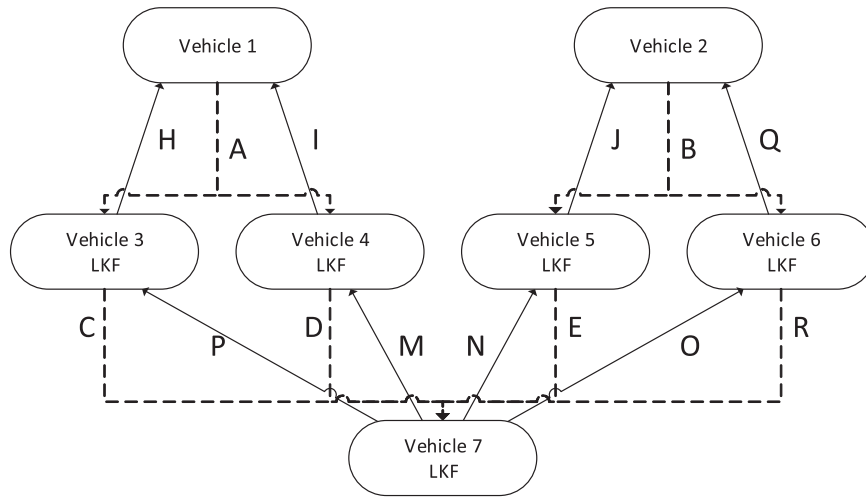 Vehicle 1
Vehicle 2
H
A
I
J
B
Q
Vehicle 3
LKF
Vehicle 4
LKF
Vehicle 5
LKF
Vehicle 6
LKF
C
P
D
M
N
E
O
R
Vehicle 7
LKF